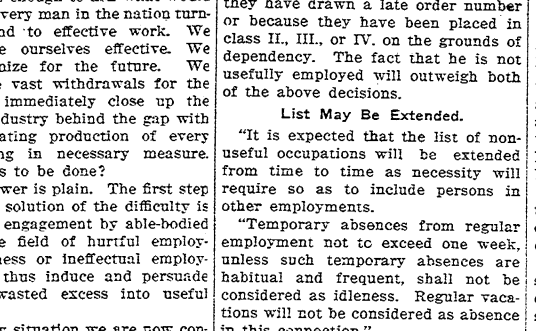 every man in the nation turn-
to effective work. We
ourselves effective. We
for the future. We
vast withdrawals for the
immediately close up the
behind the gap with
production of every
in necessary measure.
to be done?
is plain. The first step
solution of the difficulty is
engagement by able-bodied
field of hurtful employ-
or ineffectual employ-
thus induce and persuade
wasted excess into useful
situation we are now con-
they have drawn a late order number
or because they have been placed in
class II., III., or IV. on the grounds of
dependency. The fact that he is not
usefully employed will outweigh both
of the above decisions.
List May Be Extended.
"It is expected that the list of non-
useful occupations will be extended
from time to time as necessity will
require so as to include persons in
other employments.
"Temporary absences from regular
employment not to exceed one week,
unless such temporary absences are
habitual and frequent, shall not be
considered as idleness. Regular vaca-
tions will not be considered as absence
in this connection."